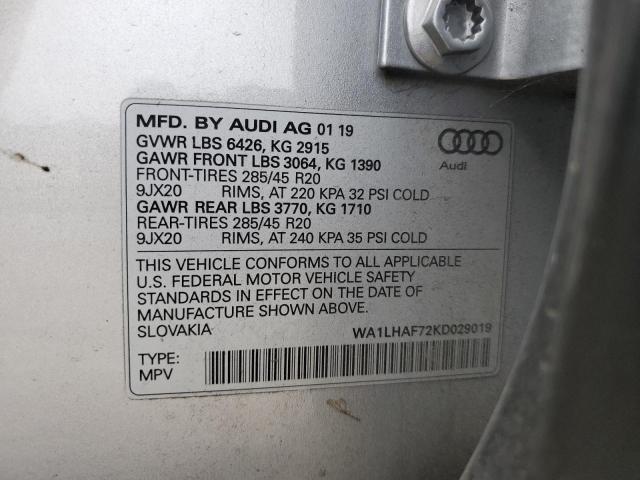 MFD. BY AUDI AG 01 19
GVWR LBS 6426, KG 2915
GAWR FRONT LBS 3064, KG 1390
FRONT-TIRES 285/45 R20
9JX20 RIMS, AT 220 KPA 32 PSI COLD
GAWR REAR LBS 3770, KG 1710
REAR-TIRES 285/45 R20
9JX20 RIMS, AT 240 KPA 35 PSI COLD
Audi
THIS VEHICLE CONFORMS TO ALL APPLICABLE
U.S. FEDERAL MOTOR VEHICLE SAFETY
STANDARDS IN EFFECT ON THE DATE OF
MANUFACTURE SHOWN ABOVE.
SLOVAKIA WA1LHAF72KD029019
TYPE:
MPV